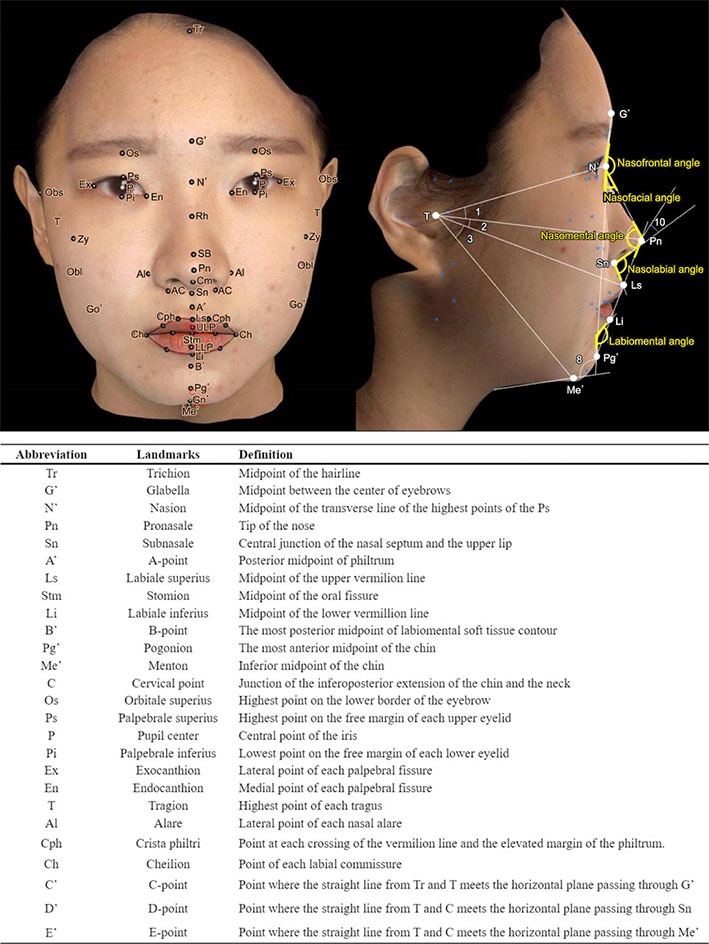 Tr
G'
Os Os
Ps Ps
Ex P P Ex
Pi En En Pi
Obs N' Obs
T Rh T
Zy Zy
SB
Al Pn Al
Obl Cm Obl
AC Sn AC
Go' A' Go'
Cph Ls Cph
ULP
Ch Stm Ch
LLP
Li
B'
Pg'
Gn'
Me'
G'
N' Nasofrontal angle
Nasofacial angle
T 1
2
3
10
Nasomental angle Pn
Sn Nasolabial angle
Ls
Li
Labiomental angle
8 Pg'
Me'
Abbreviation Landmarks Definition
Tr Trichion Midpoint of the hairline
G’ Glabella Midpoint between the center of eyebrows
N’ Nasion Midpoint of the transverse line of the highest points of the Ps
Pn Pronasale Tip of the nose
Sn Subnasale Central junction of the nasal septum and the upper lip
A’ A-point Posterior midpoint of philtrum
Ls Labiale superius Midpoint of the upper vermilion line
Stm Stomion Midpoint of the oral fissure
Li Labiale inferius Midpoint of the lower vermillion line
B’ B-point The most posterior midpoint of labiomental soft tissue contour
Pg’ Pogonion The most anterior midpoint of the chin
Me’ Menton Inferior midpoint of the chin
C Cervical point Junction of the inferoposterior extension of the chin and the neck
Os Orbitale superius Highest point on the lower border of the eyebrow
Ps Palpebrale superius Highest point on the free margin of each upper eyelid
P Pupil center Central point of the iris
Pi Palpebrale inferius Lowest point on the free margin of each lower eyelid
Ex Exocanthion Lateral point of each palpebral fissure
En Endocanthion Medial point of each palpebral fissure
T Tragion Highest point of each tragus
Al Alare Lateral point of each nasal alare
Cph Crista philtri Point at each crossing of the vermilion line and the elevated margin of the philtrum.
Ch Cheilion Point of each labial commissure
C’ C-point Point where the straight line from Tr and T meets the horizontal plane passing through G’
D’ D-point Point where the straight line from T and C meets the horizontal plane passing through Sn
E’ E-point Point where the straight line from T and C meets the horizontal plane passing through Me’